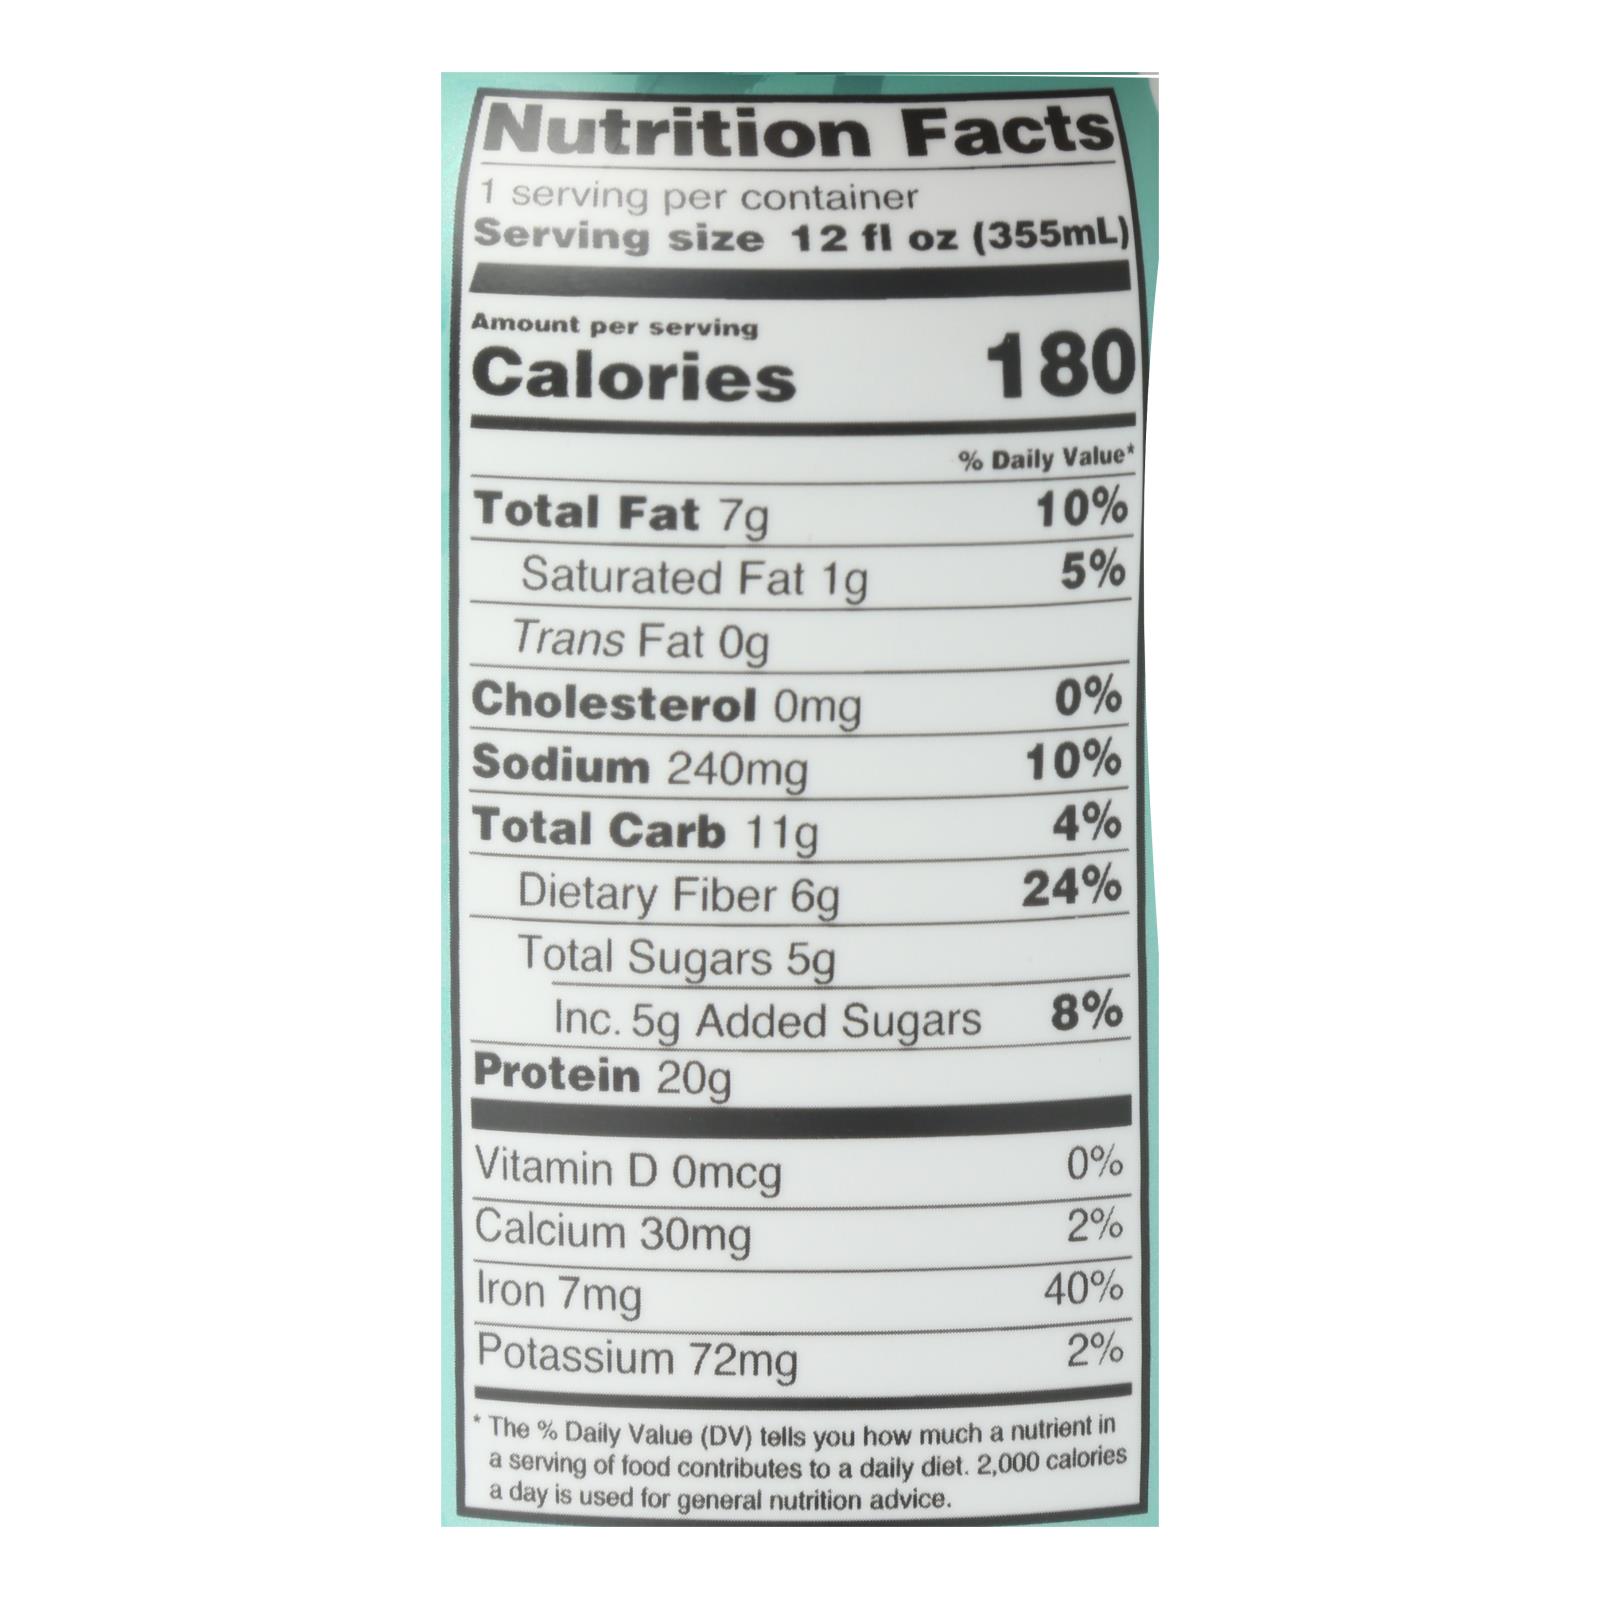 Nutrition Facts
1 serving per container
Serving size 12 fl oz (355mL)
Amount per serving
Calories 180
% Daily Value*
Total Fat 7g 10%
Saturated Fat 1g 5%
Trans Fat 0g
Cholesterol 0mg 0%
Sodium 240mg 10%
Total Carb 11g 4%
Dietary Fiber 6g 24%
Total Sugars 5g
Inc. 5g Added Sugars 8%
Protein 20g
Vitamin D 0mcg 0%
Calcium 30mg 2%
Iron 7mg 40%
Potassium 72mg 2%
* The % Daily Value (DV) tells you how much a nutrient in
a serving of food contributes to a daily diet. 2,000 calories
a day is used for general nutrition advice.